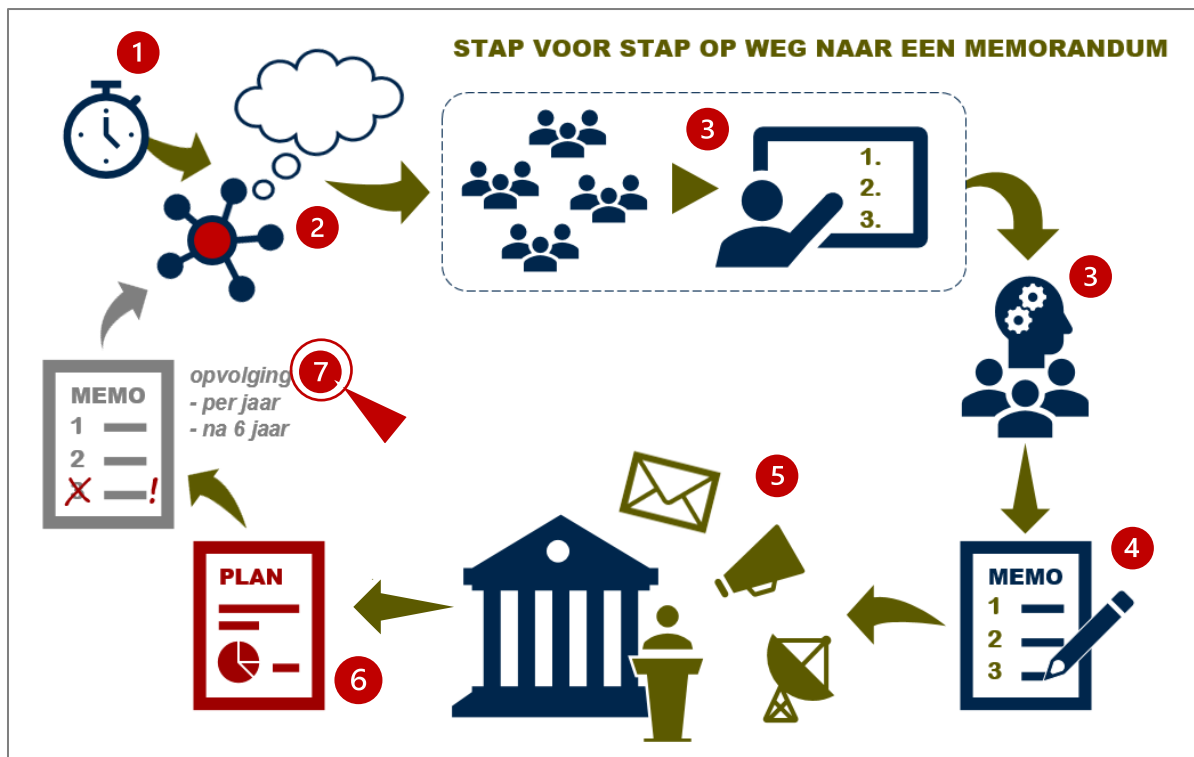 1
STAP VOOR STAP OP WEG NAAR EEN MEMORANDUM
2
3
1.
2.
3.
3
4
MEMO
1
2
3
5
6
PLAN
7
opvolging
- per jaar
- na 6 jaar
MEMO
1
2
3
!